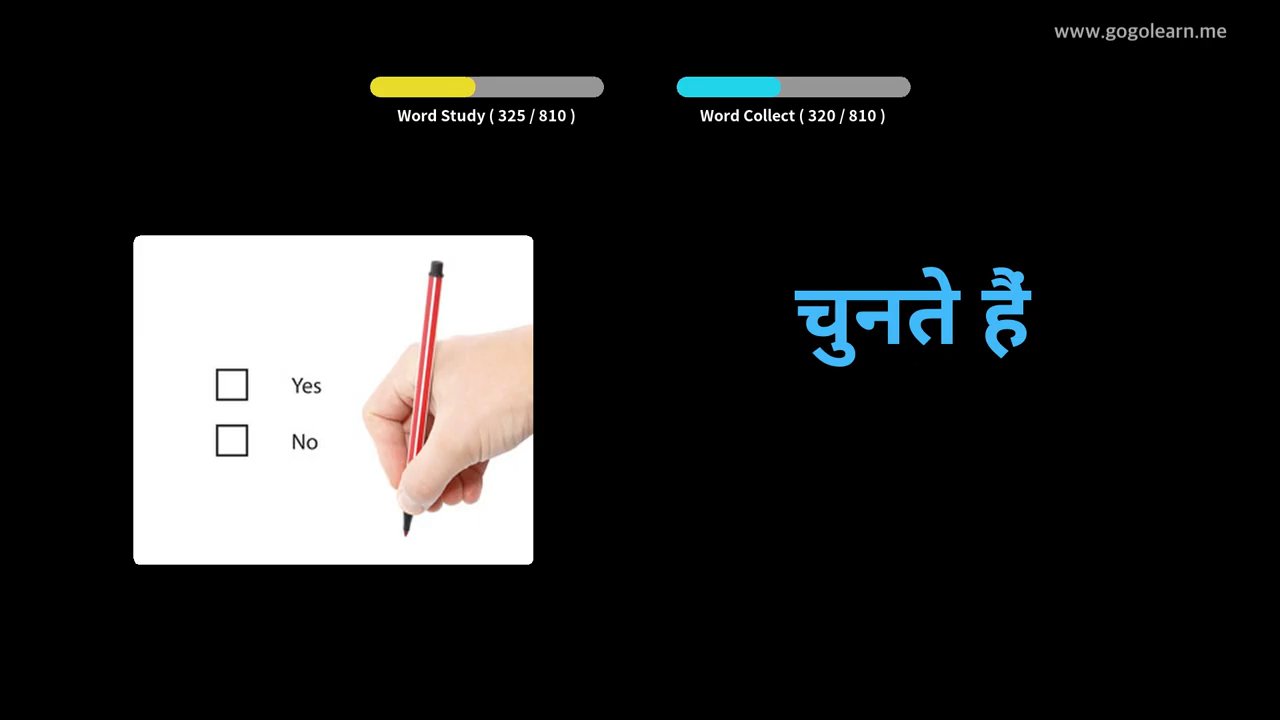 www.gogolearn.me
Word Study ( 325 / 810 )
Word Collect ( 320 / 810 )
चुनते हैं
Yes
No